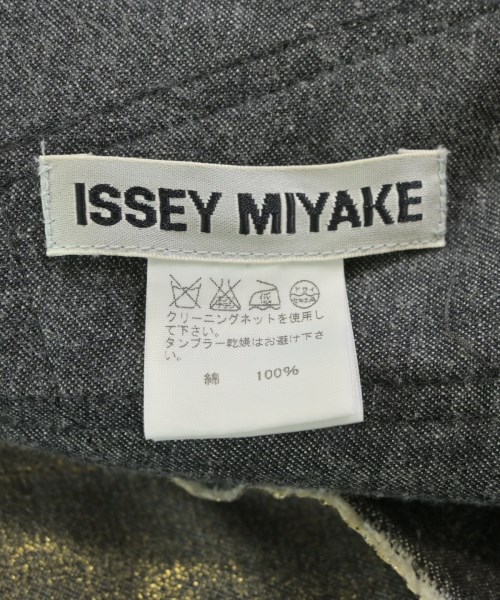 ISSEY MIYAKE
低
クリーニングネットを使用し
て下さい。
タンブラー乾燥はお避け下さ
い。
綿 100%